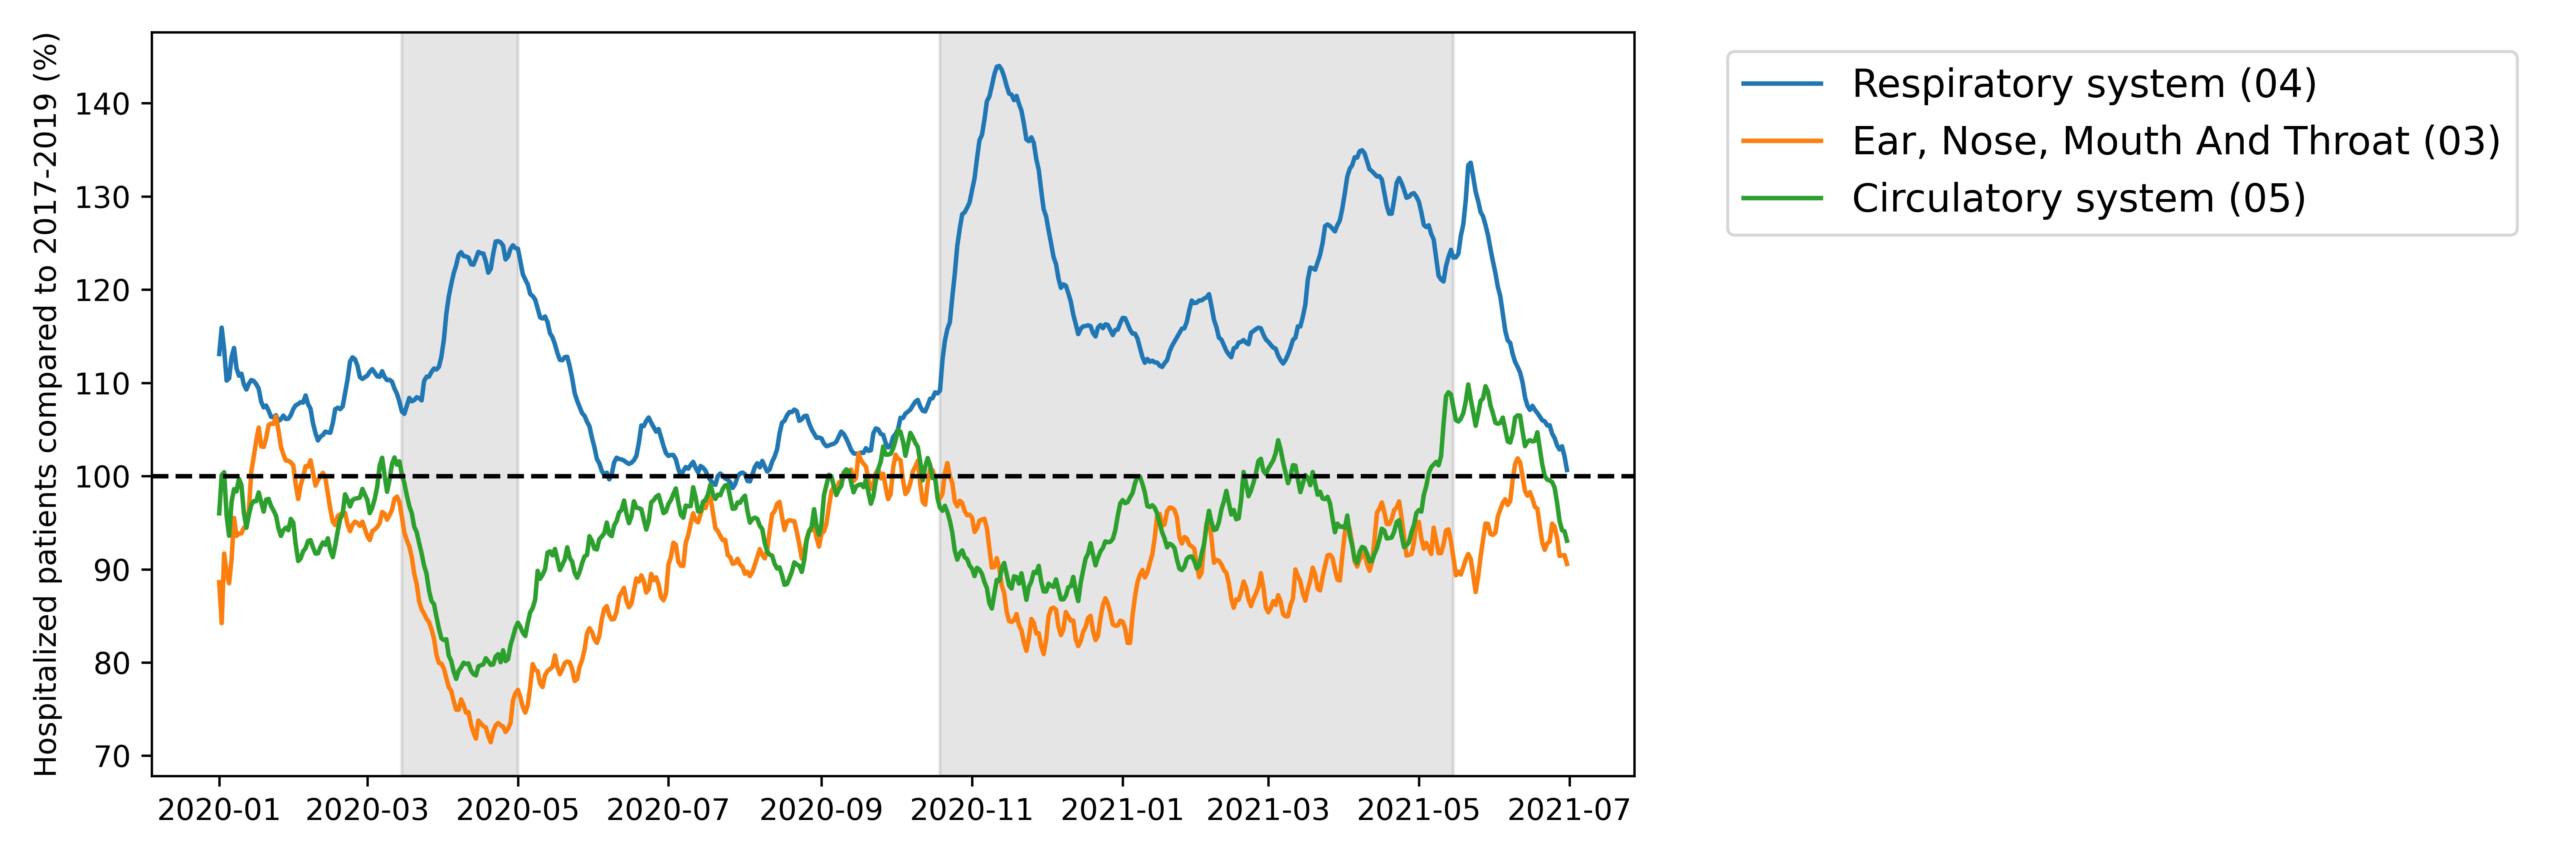 Hospitalized patients compared to 2017-2019 (%)
140
130
120
110
100
90
80
70
2020-01 2020-03 2020-05 2020-07 2020-09 2020-11 2021-01 2021-03 2021-05 2021-07
Respiratory system (04)
Ear, Nose, Mouth And Throat (03)
Circulatory system (05)